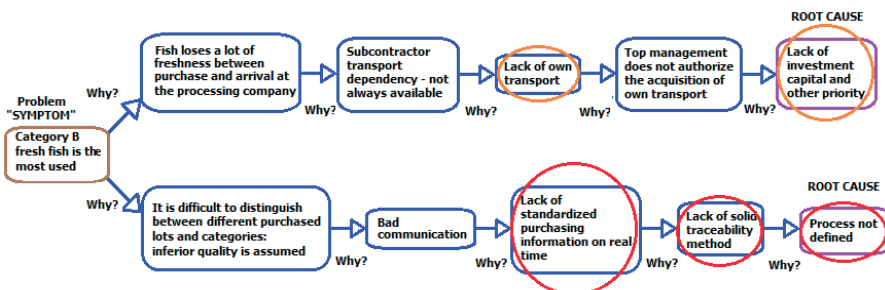 ROOT CAUSE
Fish loses a lot of
freshness between
purchase and arrival at
the processing company
Why?
Subcontractor
transport
dependency - not
always available
Why?
Lack of own
transport
Why?
Top management
does not authorize
the acquisition of
own transport
Why?
Lack of
investment
capital and
other priority
Why?
Problem
"SYMPTOM"
Category B
fresh fish is the
most used
Why?
It is difficult to distinguish
between different purchased
lots and categories:
inferior quality is assumed
Why?
Bad
communication
Why?
Lack of
standardized
purchasing
information on real
time
Why?
Lack of solid
traceability
method
Why?
ROOT CAUSE
Process not
defined